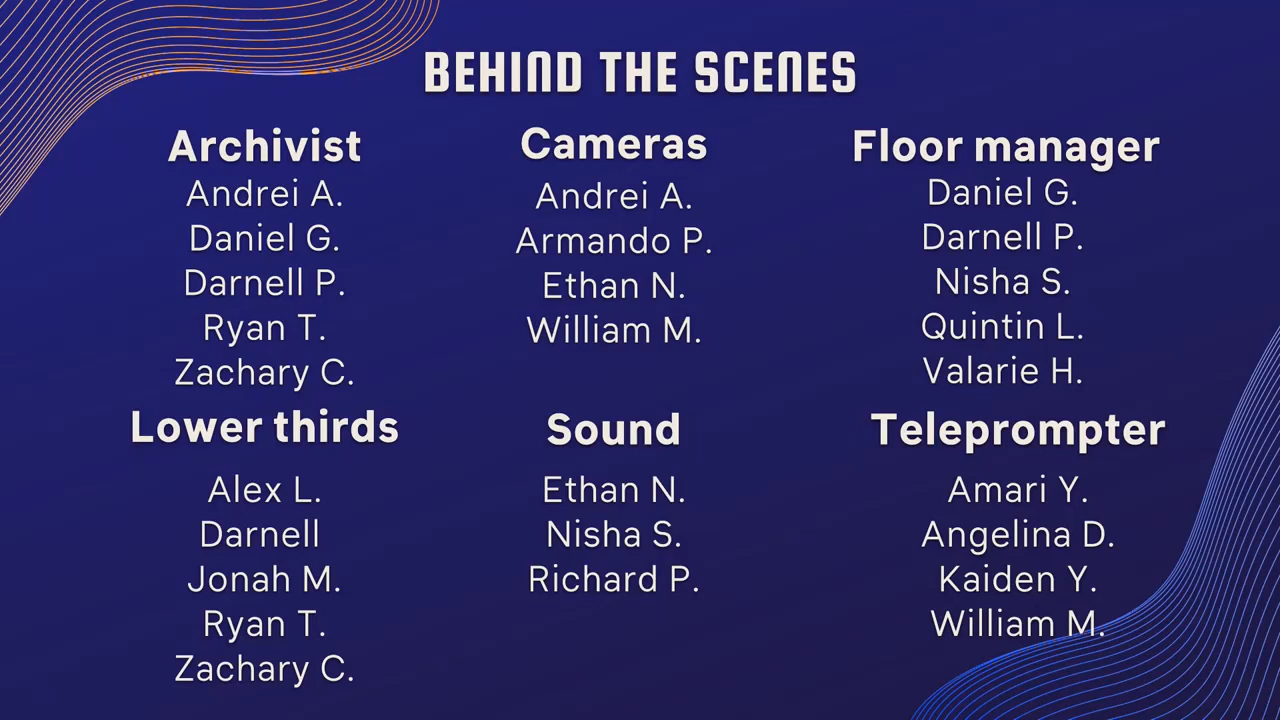 BEHIND THE SCENES
Archivist
Andrei A.
Daniel G.
Darnell P.
Ryan T.
Zachary C.
Cameras
Andrei A.
Armando P.
Ethan N.
William M.
Floor manager
Daniel G.
Darnell P.
Nisha S.
Quintin L.
Valarie H.
Lower thirds
Alex L.
Darnell
Jonah M.
Ryan T.
Zachary C.
Sound
Ethan N.
Nisha S.
Richard P.
Teleprompter
Amari Y.
Angelina D.
Kaiden Y.
William M.